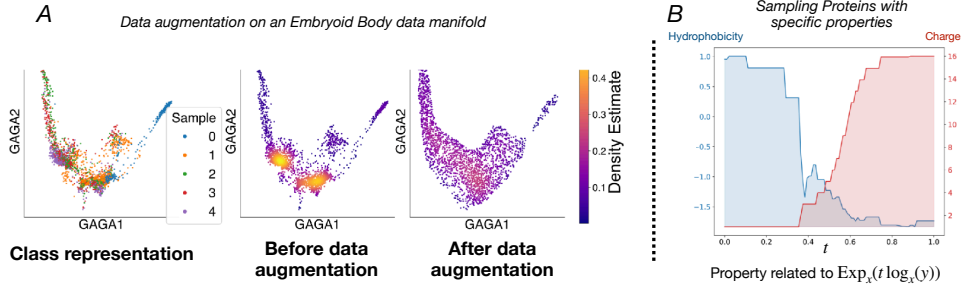 A
Data augmentation on an Embryoid Body data manifold
GAGA2
GAGA1
Sample
0
1
2
3
4
Class representation
GAGA2
GAGA1
Before data
augmentation
GAGA2
GAGA1
After data
augmentation
0.4
0.3
0.2
0.1
Density Estimate
B
Sampling Proteins with
specific properties
Hydrophobicity
Charge
1.0
0.5
0.0
−0.5
−1.0
−1.5
16
14
12
10
8
6
4
2
0.0 0.2 0.4 0.6 0.8 1.0
t
Property related to Exp_x(t log_x(y))